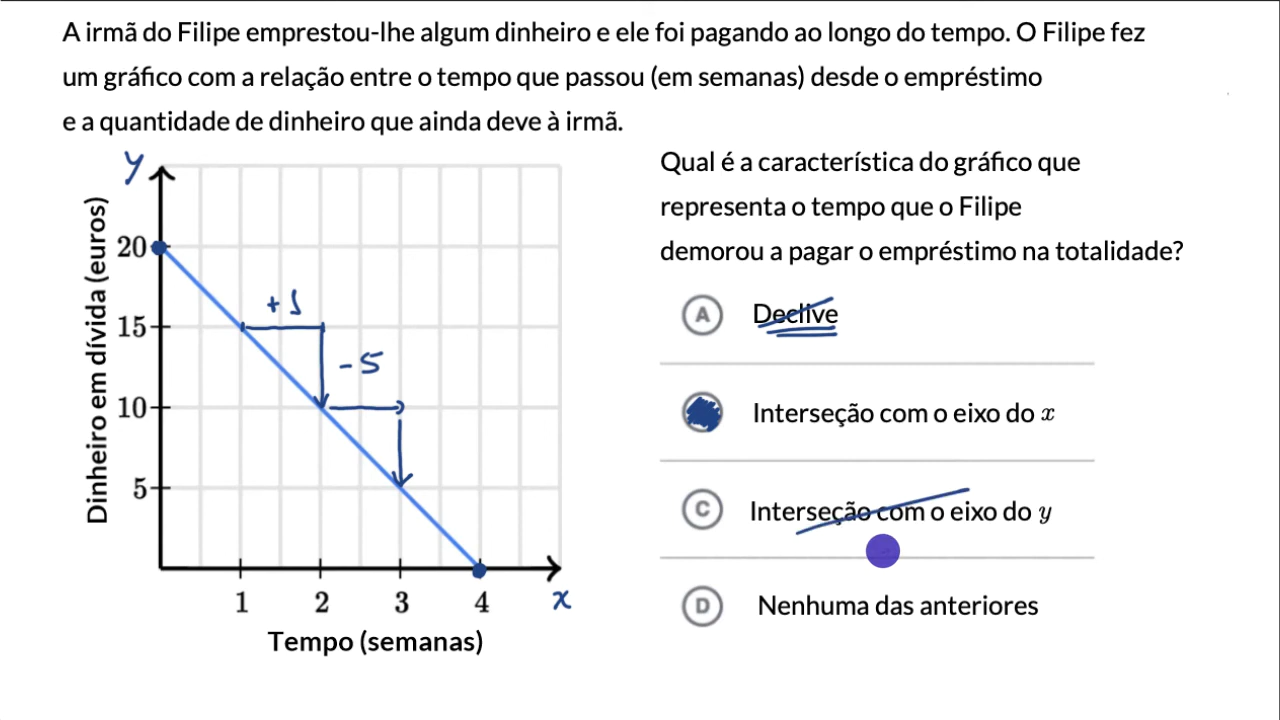 A irmã do Filipe emprestou-lhe algum dinheiro e ele foi pagando ao longo do tempo. O Filipe fez
um gráfico com a relação entre o tempo que passou (em semanas) desde o empréstimo
e a quantidade de dinheiro que ainda deve à irmã.
y
Dinheiro em dívida (euros)
20
15
10
5
+1
-5
1 2 3 4 x
Tempo (semanas)
Qual é a característica do gráfico que
representa o tempo que o Filipe
demorou a pagar o empréstimo na totalidade?
A Declive
Interseção com o eixo do x
C Interseção com o eixo do y
D Nenhuma das anteriores